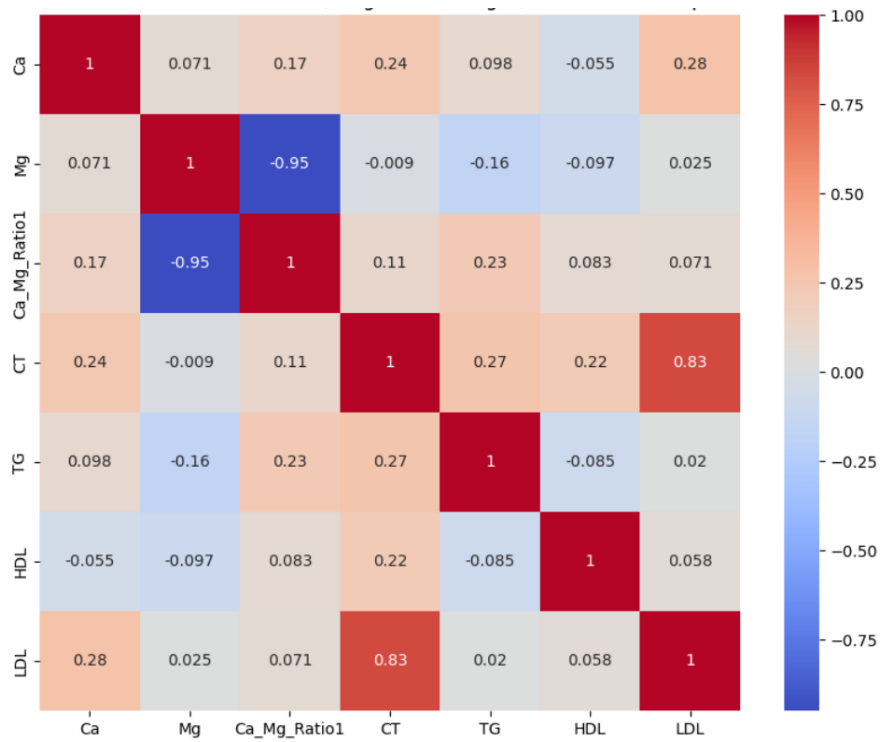 1.00
Ca 1 0.071 0.17 0.24 0.098 -0.055 0.28
0.75
Mg 0.071 1 -0.95 -0.009 -0.16 -0.097 0.025
0.50
Ca_Mg_Ratio1 0.17 -0.95 1 0.11 0.23 0.083 0.071
0.25
CT 0.24 -0.009 0.11 1 0.27 0.22 0.83
0.00
TG 0.098 -0.16 0.23 0.27 1 -0.085 0.02
−0.25
HDL -0.055 -0.097 0.083 0.22 -0.085 1 0.058
−0.50
LDL 0.28 0.025 0.071 0.83 0.02 0.058 1
−0.75
Ca Mg Ca_Mg_Ratio1 CT TG HDL LDL